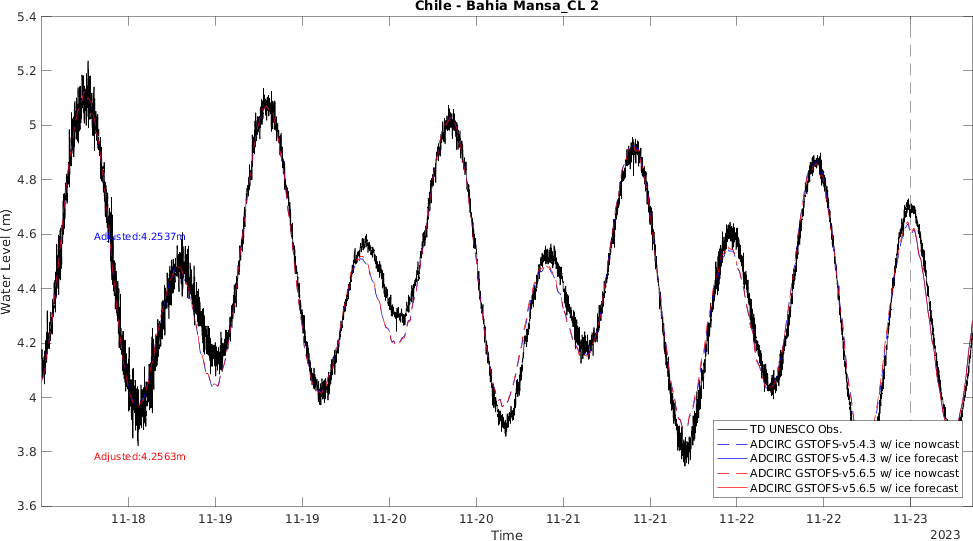 Chile - Bahia Mansa_CL 2
5.4
5.2
5
4.8
4.6
4.4
4.2
4
3.8
3.6
Water Level (m)
Adjusted:4.2537m
Adjusted:4.2563m
TD UNESCO Obs.
ADCIRC GSTOFS-v5.4.3 w/ ice nowcast
ADCIRC GSTOFS-v5.4.3 w/ ice forecast
ADCIRC GSTOFS-v5.6.5 w/ ice nowcast
ADCIRC GSTOFS-v5.6.5 w/ ice forecast
11-18 11-19 11-19 11-20 11-20 11-21 11-21 11-22 11-22 11-23
Time
2023